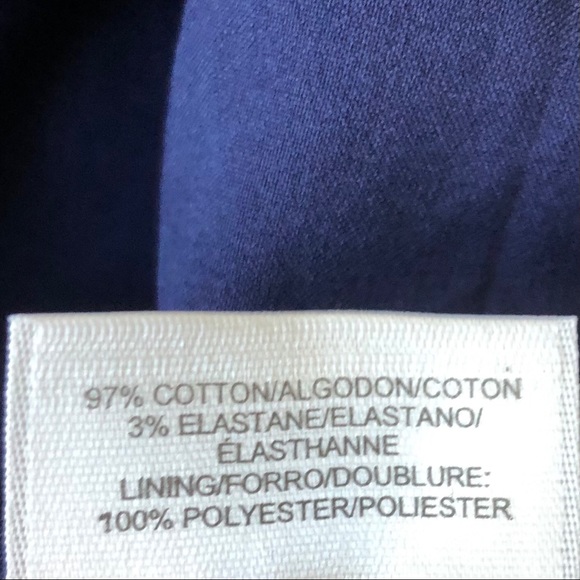 97% COTTON/ALGODON/COTON
3% ELASTANE/ELASTANO/
ÉLASTHANNE
LINING/FORRO/DOUBLURE:
100% POLYESTER/POLIESTER